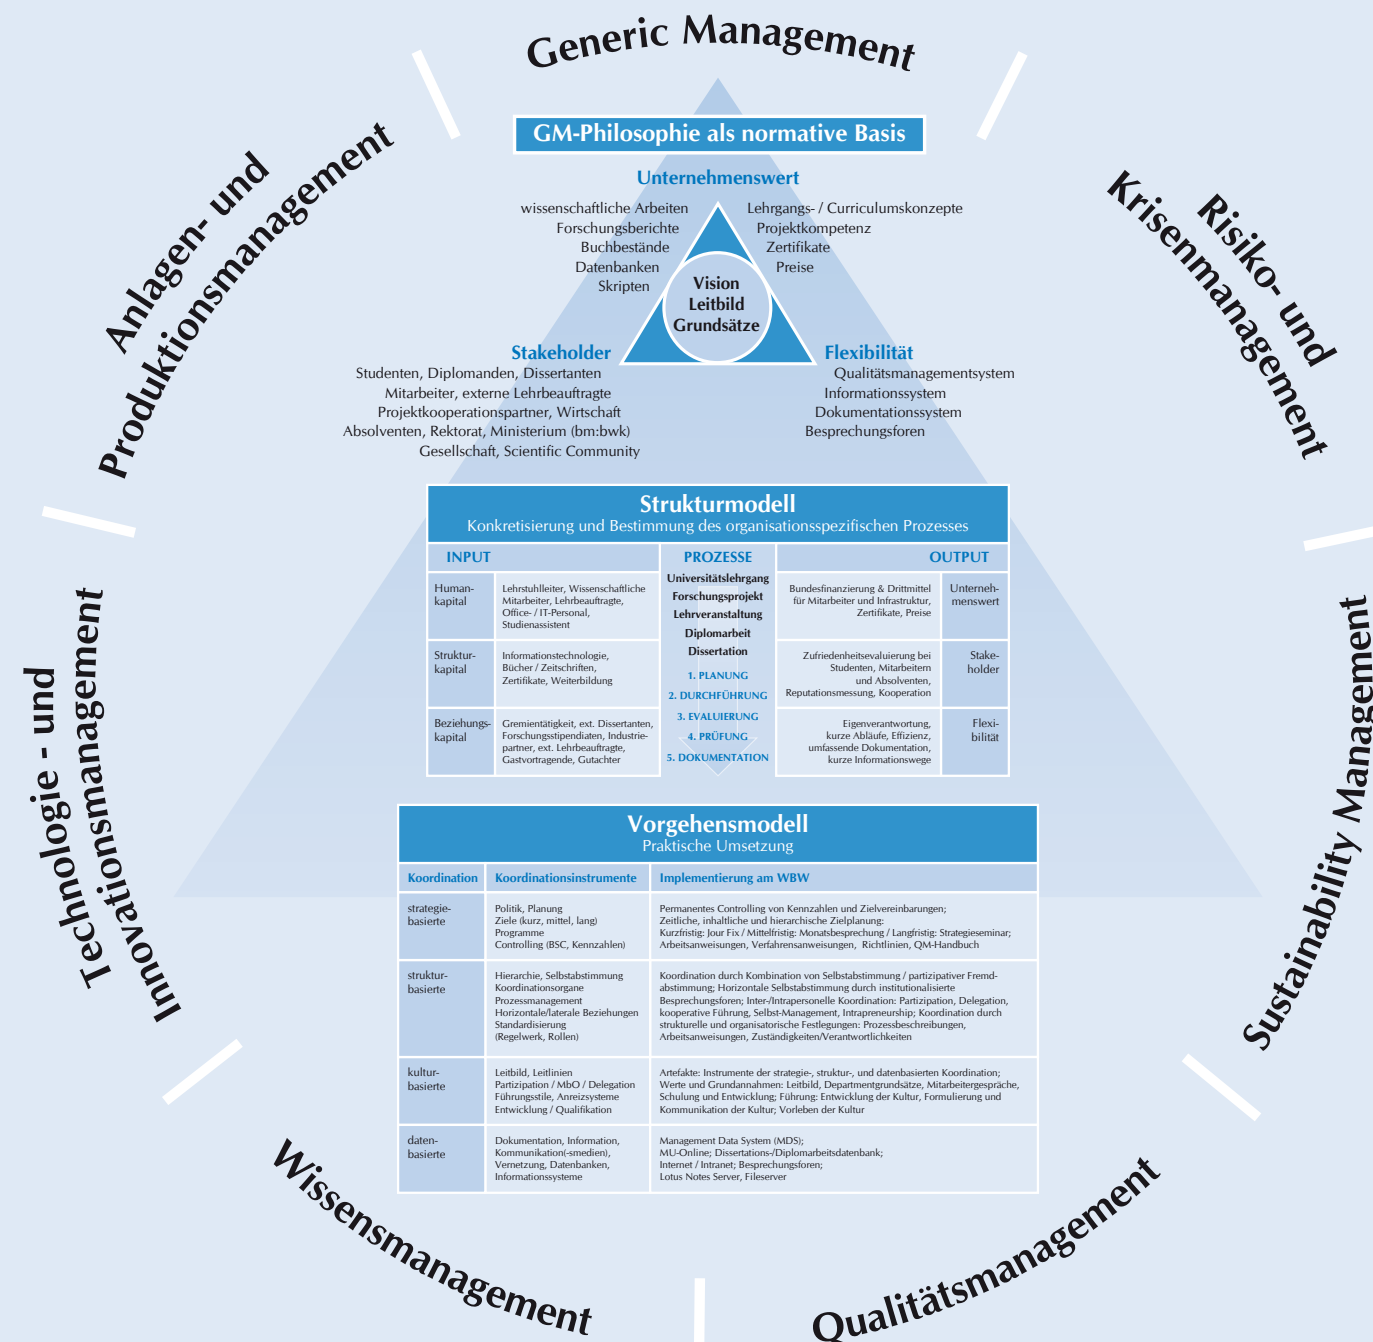 Generic Management
Anlagen- und
Produktionsmanagement
Risiko- und
Krisenmanagement
GM-Philosophie als normative Basis
Unternehmenswert
wissenschaftliche Arbeiten
Forschungsberichte
Buchbestände
Datenbanken
Skripten
Lehrgangs- / Curriculumskonzepte
Projektkompetenz
Zertifikate
Preise
Vision
Leitbild
Grundsätze
Stakeholder
Studenten, Diplomanden, Dissertanten
Mitarbeiter, externe Lehrbeauftragte
Projektkooperationspartner, Wirtschaft
Absolventen, Rektorat, Ministerium (bm:bwk)
Gesellschaft, Scientific Community
Flexibilität
Qualitätsmanagementsystem
Informationssystem
Dokumentationssystem
Besprechungsforen
Strukturmodell
Konkretisierung und Bestimmung des organisationsspezifischen Prozesses
INPUT
Human-
kapital
Lehrstuhlleiter, Wissenschaftliche
Mitarbeiter, Lehrbeauftragte,
Office- / IT-Personal,
Studienassistent
Struktur-
kapital
Informationstechnologie,
Bücher / Zeitschriften,
Zertifikate, Weiterbildung
Beziehungs-
kapital
Gremientätigkeit, ext. Dissertanten,
Forschungsstipendiaten, Industrie-
partner, ext. Lehrbeauftragte,
Gastvortragende, Gutachter
PROZESSE
Universitätslehrgang
Forschungsprojekt
Lehrveranstaltung
Diplomarbeit
Dissertation
1. PLANUNG
2. DURCHFÜHRUNG
3. EVALUIERUNG
4. PRÜFUNG
5. DOKUMENTATION
OUTPUT
Bundesfinanzierung & Drittmittel
für Mitarbeiter und Infrastruktur,
Zertifikate, Preise
Unterneh-
menswert
Zufriedenheitsevaluierung bei
Studenten, Mitarbeitern
und Absolventen,
Reputationsmessung, Kooperation
Stake-
holder
Eigenverantwortung,
kurze Abläufe, Effizienz,
umfassende Dokumentation,
kurze Informationswege
Flexi-
bilität
Technologie - und
Innovationsmanagement
Sustainability Management
Vorgehensmodell
Praktische Umsetzung
Koordination
Koordinationsinstrumente
Implementierung am WBW
strategie-
basierte
Politik, Planung
Ziele (kurz, mittel, lang)
Programme
Controlling (BSC, Kennzahlen)
Permanentes Controlling von Kennzahlen und Zielvereinbarungen;
Zeitliche, inhaltliche und hierarchische Zielplanung:
Kurzfristig: Jour Fix / Mittelfristig: Monatsbesprechung / Langfristig: Strategieseminar;
Arbeitsanweisungen, Verfahrensanweisungen, Richtlinien, QM-Handbuch
struktur-
basierte
Hierarchie, Selbstabstimmung
Koordinationsorgane
Prozessmanagement
Horizontale/laterale Beziehungen
Standardisierung
(Regelwerk, Rollen)
Koordination durch Kombination von Selbstabstimmung / partizipativer Fremd-
abstimmung; Horizontale Selbstabstimmung durch institutionalisierte
Besprechungsforen; Inter-/Intrapersonelle Koordination: Partizipation, Delegation,
kooperative Führung, Selbst-Management, Intrapreneurship; Koordination durch
strukturelle und organisatorische Festlegungen: Prozessbeschreibungen,
Arbeitsanweisungen, Zuständigkeiten/Verantwortlichkeiten
kultur-
basierte
Leitbild, Leitlinien
Partizipation / MbO / Delegation
Führungsstile, Anreizsysteme
Entwicklung / Qualifikation
Artefakte: Instrumente der strategie-, struktur-, und datenbasierten Koordination;
Werte und Grundannahmen: Leitbild, Departmentgrundsätze, Mitarbeitergespräche,
Schulung und Entwicklung; Führung: Entwicklung der Kultur, Formulierung und
Kommunikation der Kultur; Vorleben der Kultur
daten-
basierte
Dokumentation, Information,
Kommunikation(-smedien),
Vernetzung, Datenbanken,
Informationssysteme
Management Data System (MDS);
MU-Online; Dissertations-/Diplomarbeitsdatenbank;
Internet / Intranet; Besprechungsforen;
Lotus Notes Server, Fileserver
Wissensmanagement
Qualitätsmanagement